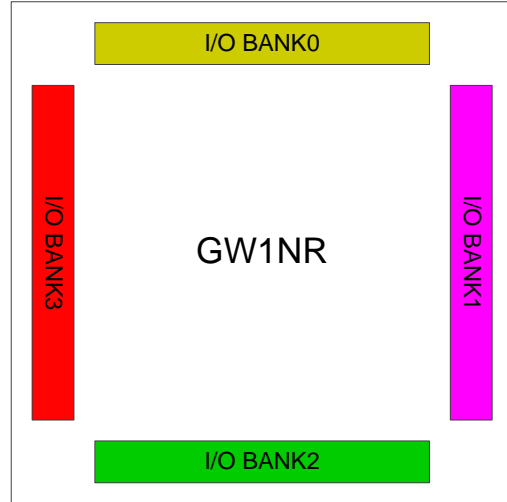 I/O BANK0
I/O BANK3
GW1NR
I/O BANK1
I/O BANK2